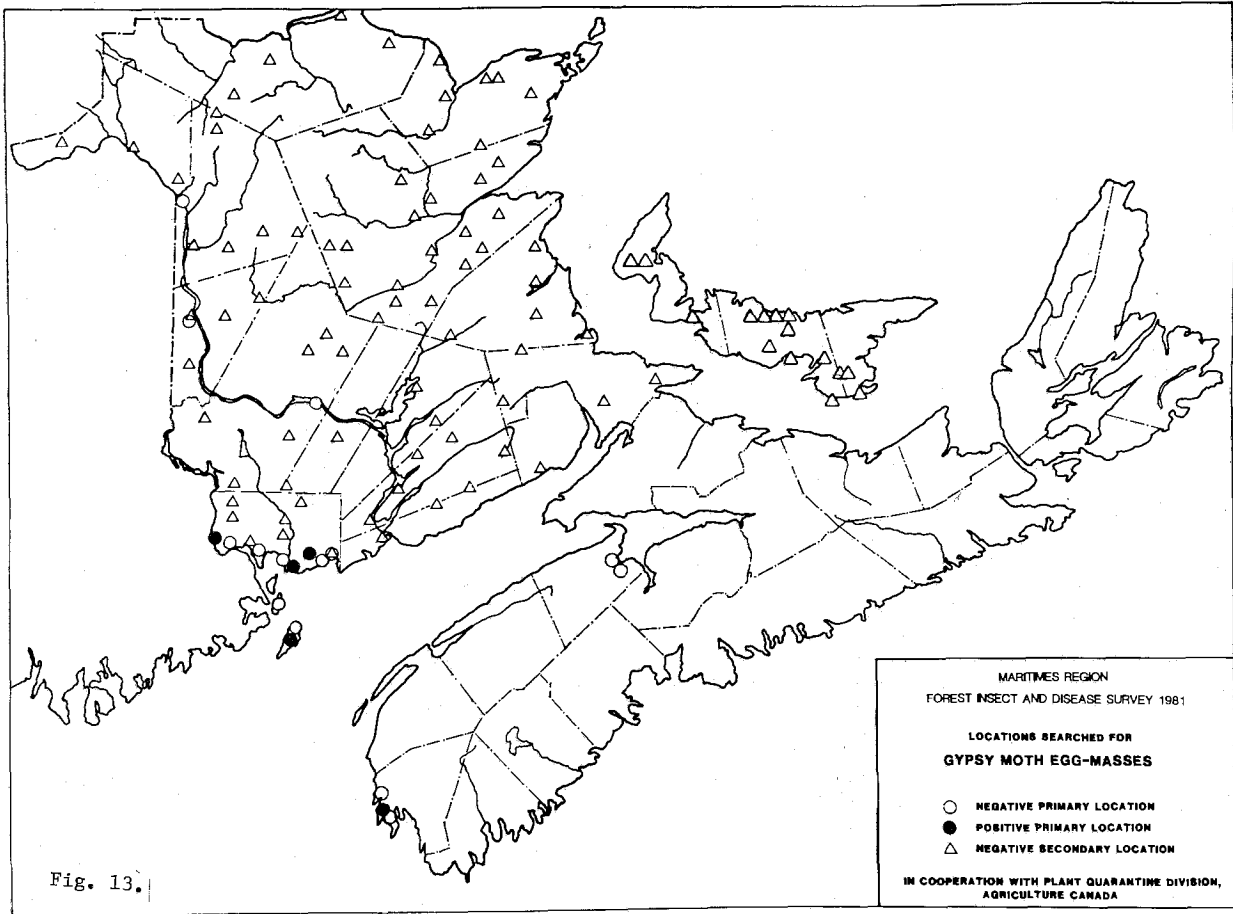 MARITIMES REGION
FOREST INSECT AND DISEASE SURVEY 1981
LOCATIONS SEARCHED FOR
GYPSY MOTH EGG-MASSES
NEGATIVE PRIMARY LOCATION
POSITIVE PRIMARY LOCATION
NEGATIVE SECONDARY LOCATION
IN COOPERATION WITH PLANT QUARANTINE DIVISION,
AGRICULTURE CANADA
Fig. 13.